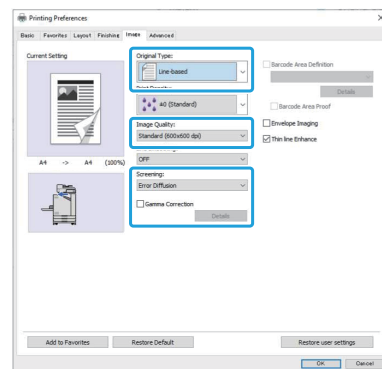 Printing Preferences
Basic Favorites Layout Finishing Image Advanced
Current Setting
A4 -> A4 (100%)
Original Type:
Line-based
±0 (Standard)
Image Quality:
Standard (600x600 dpi)
OFF
Screening:
Error Diffusion
Gamma Correction
Details
Barcode Area Definition
Details
Barcode Area Proof
Envelope Imaging
Thin line Enhance
Add to Favorites Restore Default Restore user settings
OK Cancel